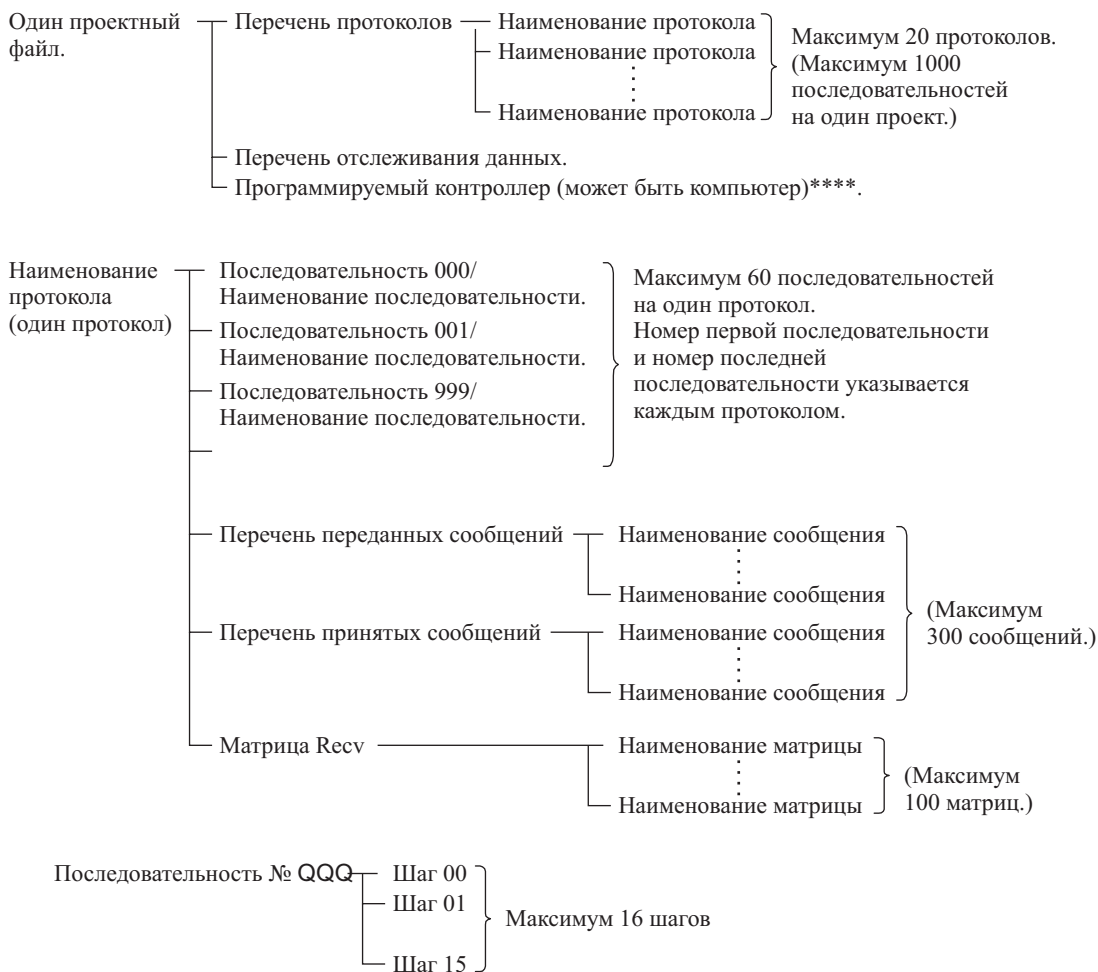 Один проектный файл.
Перечень протоколов
Наименование протокола
Наименование протокола
Наименование протокола
Максимум 20 протоколов.
(Максимум 1000
последовательностей
на один проект.)
Перечень отслеживания данных.
Программируемый контроллер (может быть компьютер)****.
Наименование
протокола
(один протокол)
Последовательность 000/
Наименование последовательности.
Последовательность 001/
Наименование последовательности.
Последовательность 999/
Наименование последовательности.
Максимум 60 последовательностей
на один протокол.
Номер первой последовательности
и номер последней
последовательности указывается
каждым протоколом.
Перечень переданных сообщений
Наименование сообщения
Наименование сообщения
Перечень принятых сообщений
Наименование сообщения
Наименование сообщения
(Максимум
300 сообщений.)
Матрица Recv
Наименование матрицы
Наименование матрицы
(Максимум
100 матриц.)
Последовательность № QQQ
Шаг 00
Шаг 01
Шаг 15
Максимум 16 шагов